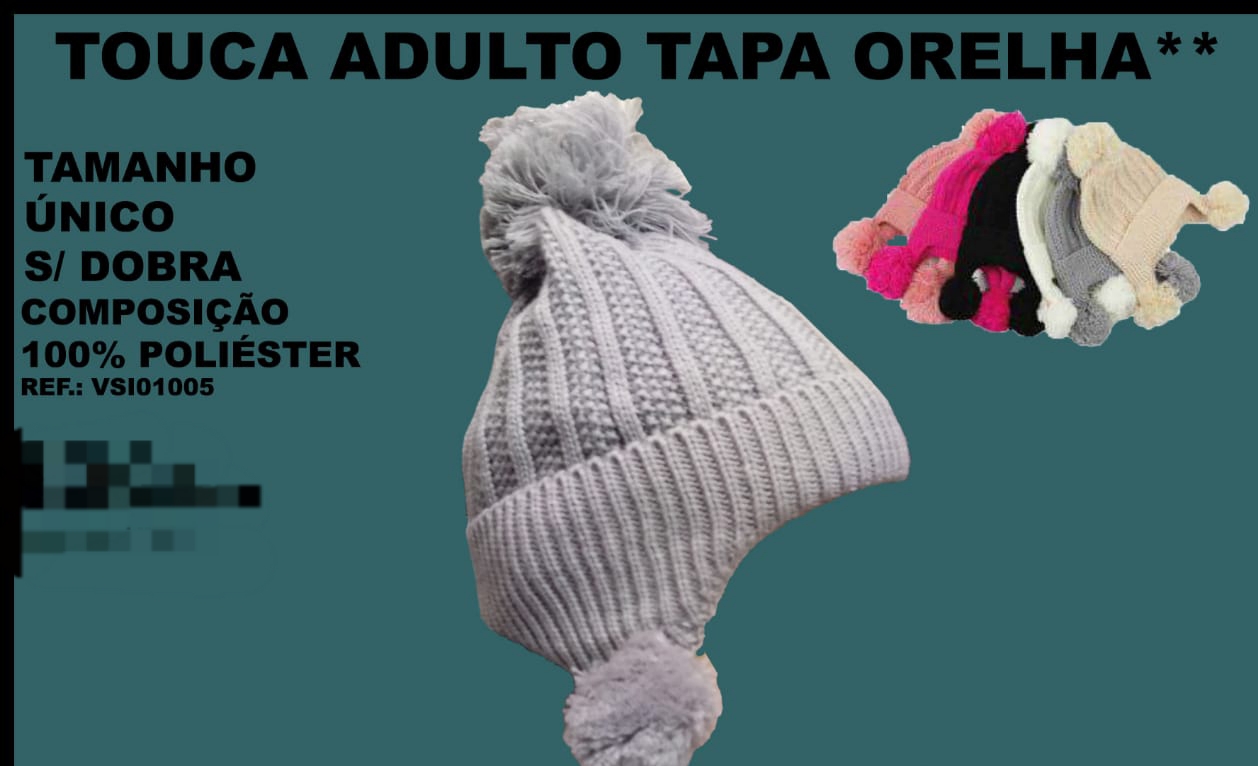 TOUCA ADULTO TAPA ORELHA**
TAMANHO
ÚNICO
S/ DOBRA
COMPOSIÇÃO
100% POLIÉSTER
REF.: VSI01005